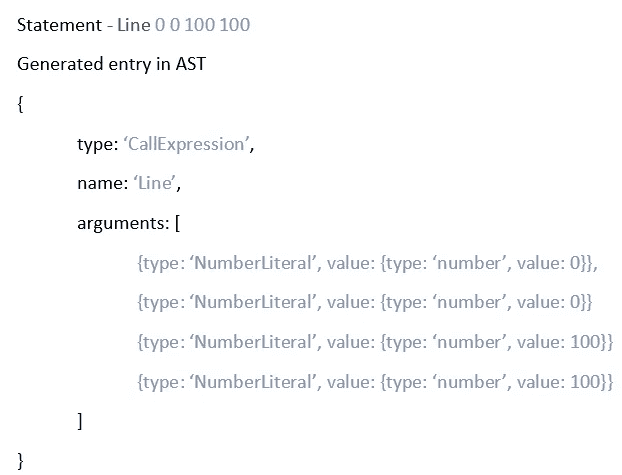 Statement - Line 0 0 100 100
Generated entry in AST
{
type: ‘CallExpression’,
name: ‘Line’,
arguments: [
{type: ‘NumberLiteral’, value: {type: ‘number’, value: 0}},
{type: ‘NumberLiteral’, value: {type: ‘number’, value: 0}}
{type: ‘NumberLiteral’, value: {type: ‘number’, value: 100}}
{type: ‘NumberLiteral’, value: {type: ‘number’, value: 100}}
]
}